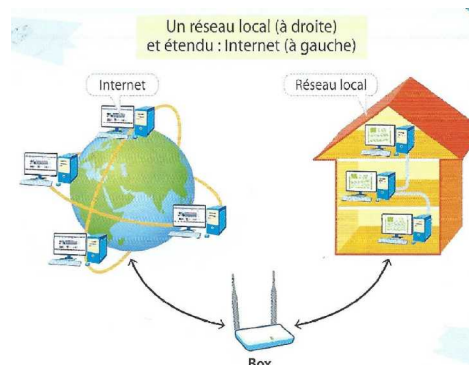 Un réseau local (à droite)
et étendu : Internet (à gauche)
Internet
Réseau local
Box